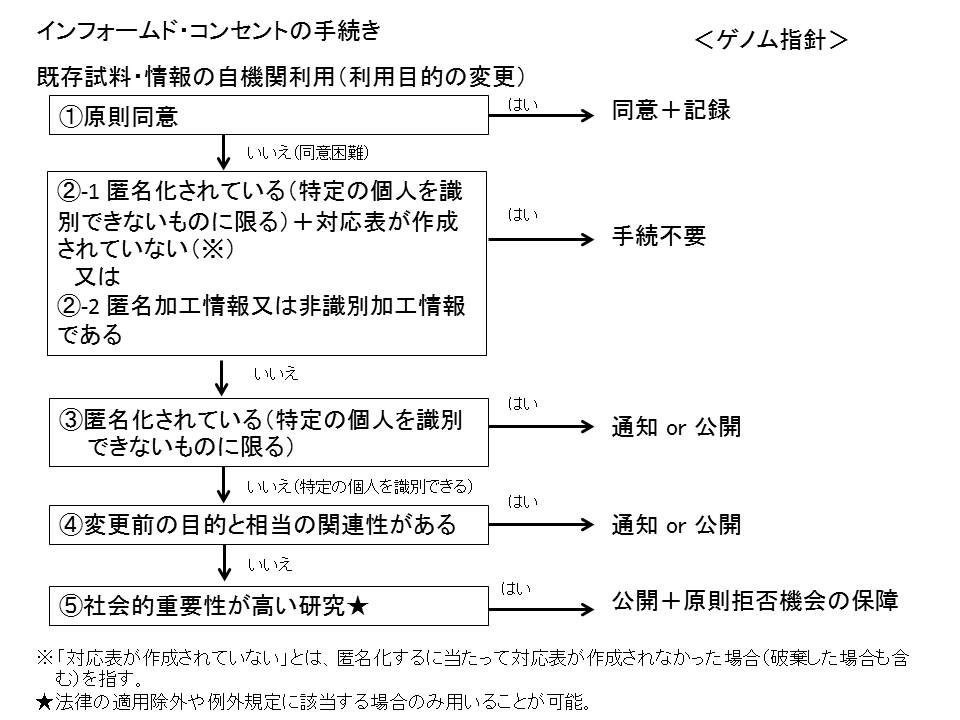 インフォームド・コンセントの手続き
＜ゲノム指針＞
既存試料・情報の自機関利用（利用目的の変更）
①原則同意
はい
同意＋記録
いいえ（同意困難）
②-1 匿名化されている（特定の個人を識
別できないものに限る）＋対応表が作成
されていない（※）
又は
②-2 匿名加工情報又は非識別加工情報
である
はい
手続不要
いいえ
③匿名化されている（特定の個人を識別
できないものに限る）
はい
通知 or 公開
いいえ（特定の個人を識別できる）
④変更前の目的と相当の関連性がある
はい
通知 or 公開
いいえ
⑤社会的重要性が高い研究★
はい
公開＋原則拒否機会の保障
※「対応表が作成されていない」とは、匿名化するに当たって対応表が作成されなかった場合（破棄した場合も含
む）を指す。
★法律の適用除外や例外規定に該当する場合のみ用いることが可能。